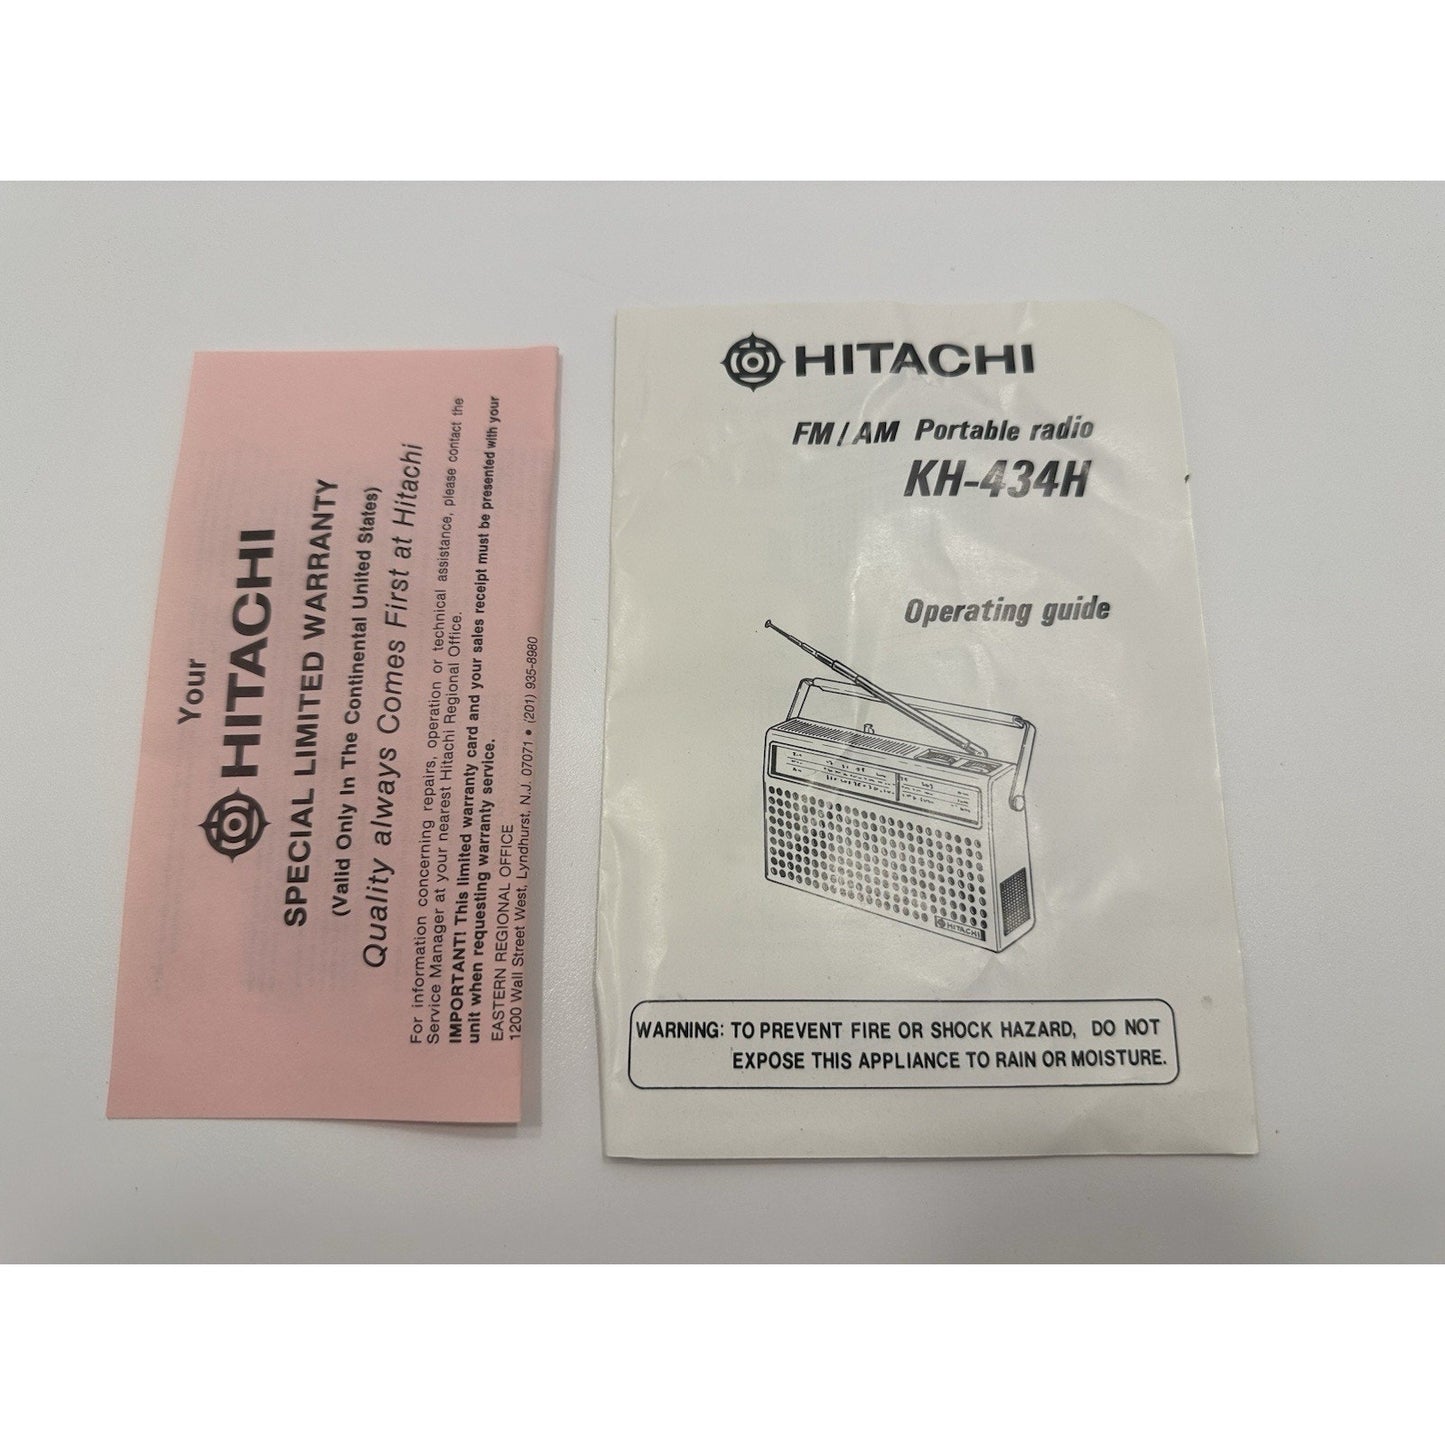 Your
HITACHI
SPECIAL LIMITED WARRANTY
(Valid Only In The Continental United States)
Quality always Comes First at Hitachi
For information concerning repairs, operation or technical assistance, please contact the
Service Manager at your nearest Hitachi Regional Office.
IMPORTANT! This limited warranty card and your sales receipt must be presented with your
unit when requesting warranty service.
EASTERN REGIONAL OFFICE
1200 Wall Street West, Lyndhurst, N.J. 07071 • (201) 935-8980
HITACHI
FM/AM Portable radio
KH-434H
Operating guide
HITACHI
WARNING: TO PREVENT FIRE OR SHOCK HAZARD, DO NOT
EXPOSE THIS APPLIANCE TO RAIN OR MOISTURE.